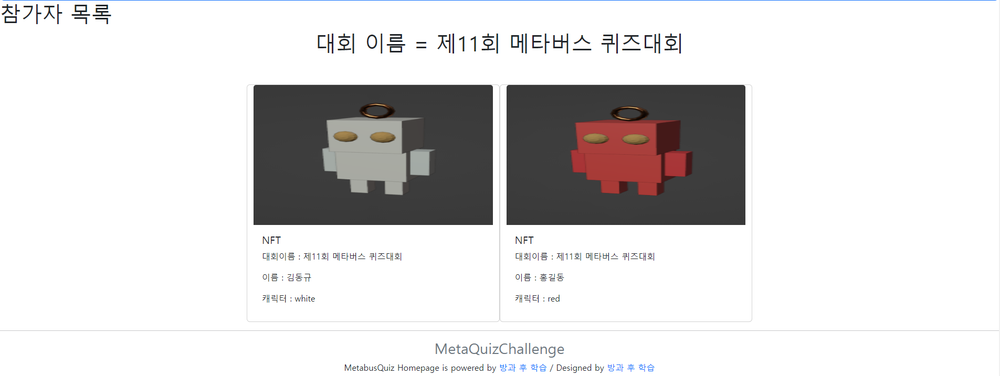 참가자 목록
대회 이름 = 제11회 메타버스 퀴즈대회
NFT
대회이름 : 제11회 메타버스 퀴즈대회
이름 : 김동규
캐릭터 : white
NFT
대회이름 : 제11회 메타버스 퀴즈대회
이름 : 홍길동
캐릭터 : red
MetaQuizChallenge
MetabusQuiz Homepage is powered by 방과 후 학습 / Designed by 방과 후 학습